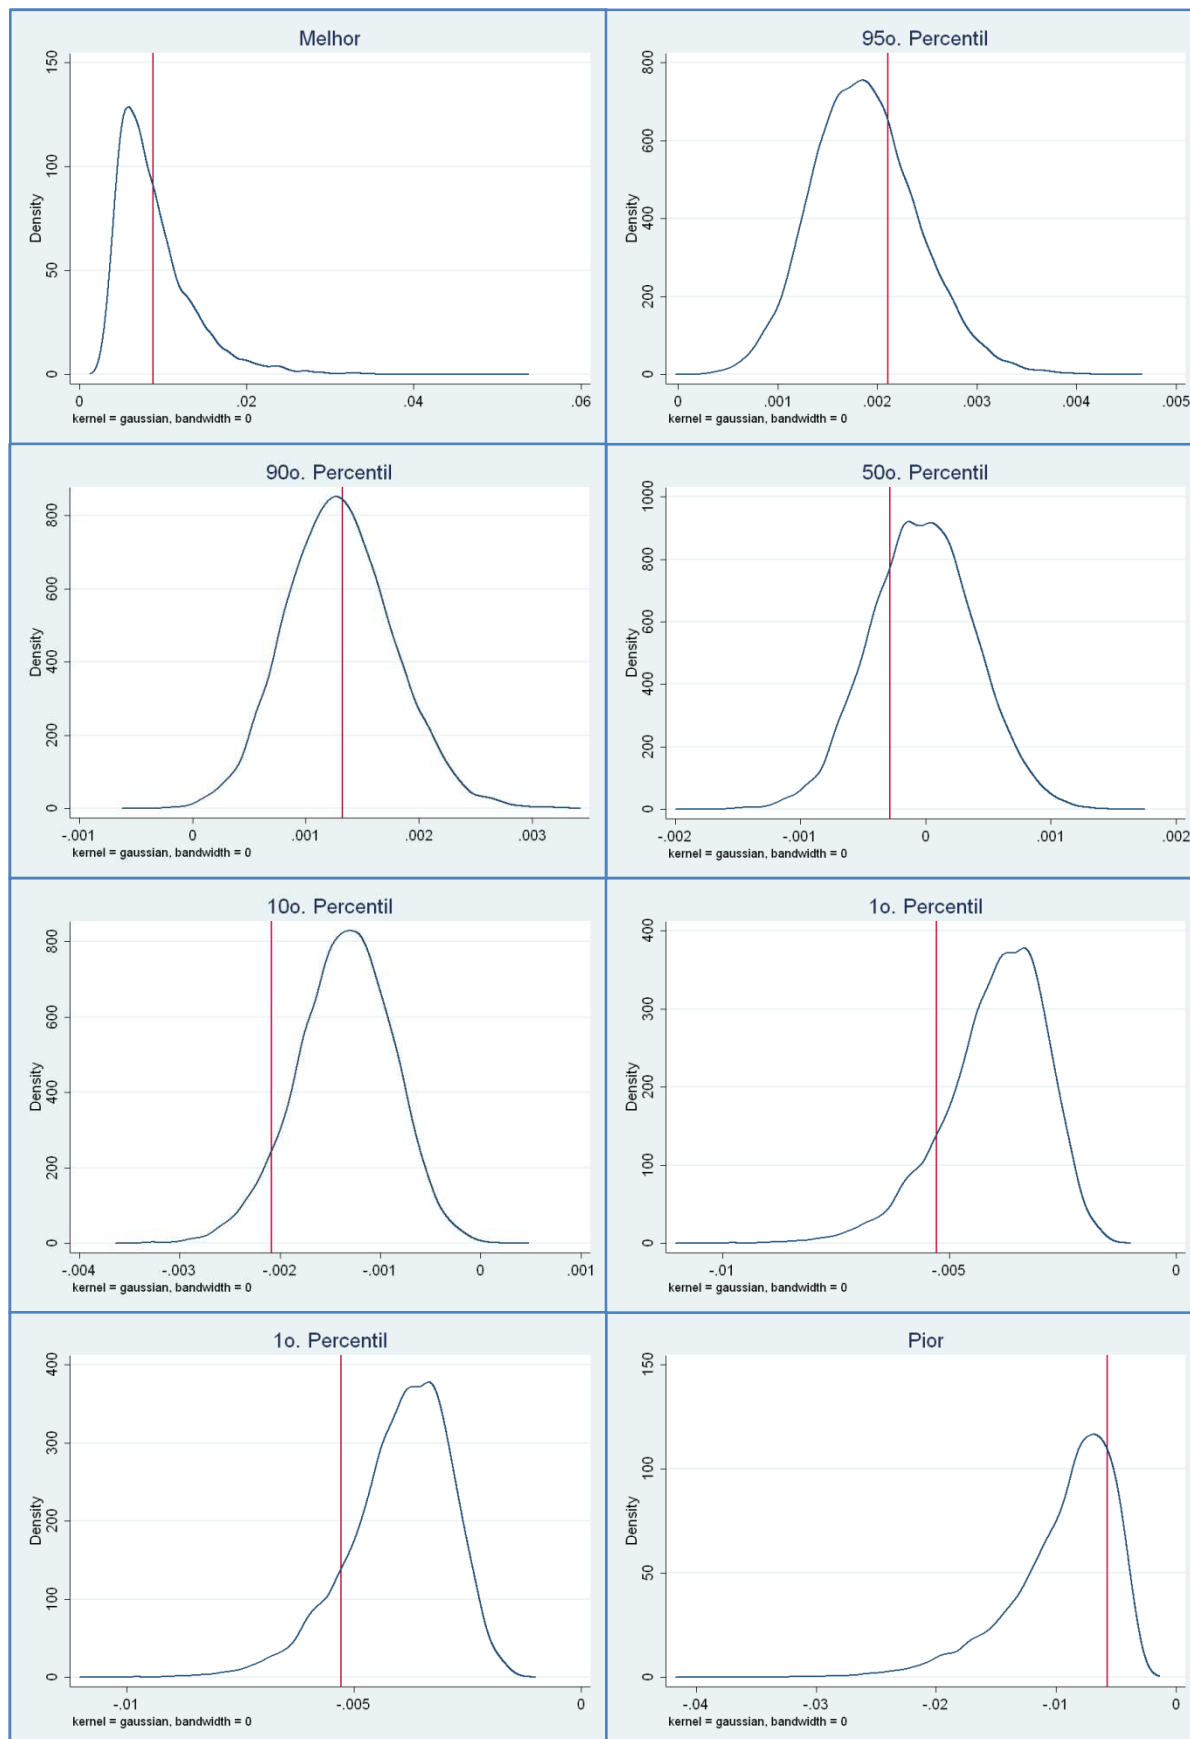 Melhor
150
100
50
0
Density
0 .02 .04 .06
kernel = gaussian, bandwidth = 0
95o. Percentil
800
600
400
200
0
Density
0 .001 .002 .003 .004 .005
kernel = gaussian, bandwidth = 0
90o. Percentil
800
600
400
200
0
Density
-.001 0 .001 .002 .003
kernel = gaussian, bandwidth = 0
50o. Percentil
1000
800
600
400
200
0
Density
-.002 -.001 0 .001 .002
kernel = gaussian, bandwidth = 0
10o. Percentil
800
600
400
200
0
Density
-.004 -.003 -.002 -.001 0 .001
kernel = gaussian, bandwidth = 0
1o. Percentil
400
300
200
100
0
Density
-.01 -.005 0
kernel = gaussian, bandwidth = 0
1o. Percentil
400
300
200
100
0
Density
-.01 -.005 0
kernel = gaussian, bandwidth = 0
Pior
150
100
50
0
Density
-.04 -.03 -.02 -.01 0
kernel = gaussian, bandwidth = 0